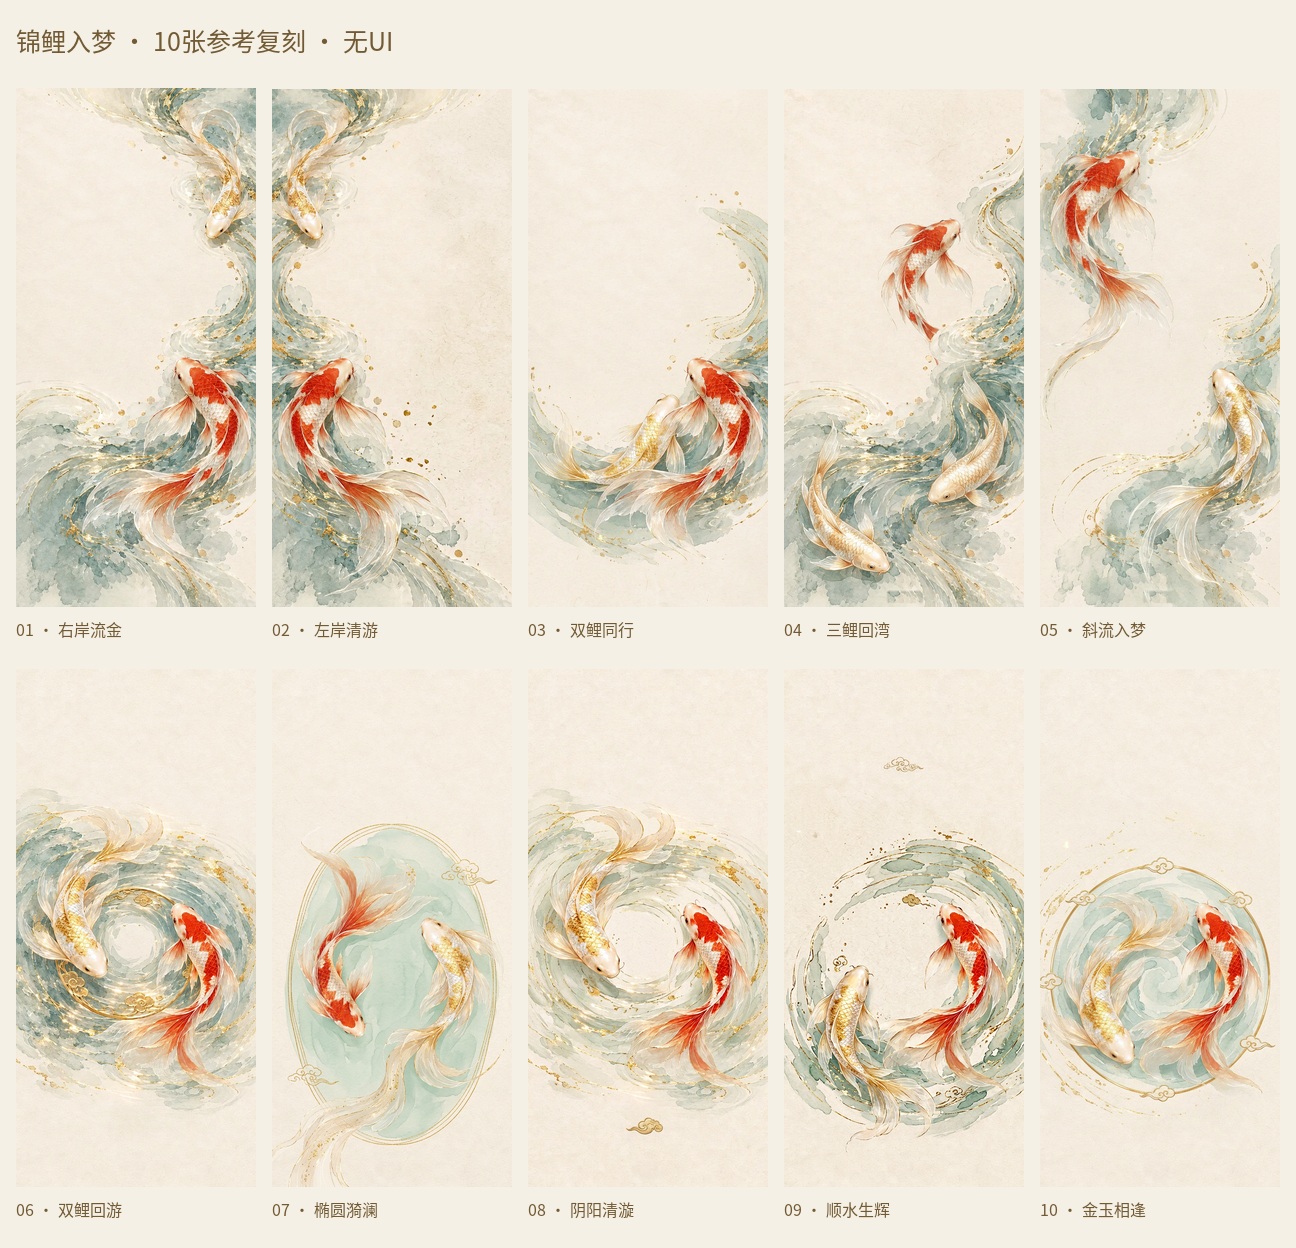 锦鲤入梦 · 10张参考复刻 · 无UI
01 · 右岸流金
02 · 左岸清游
03 · 双鲤同行
04 · 三鲤回湾
05 · 斜流入梦
06 · 双鲤回游
07 · 椭圆漪澜
08 · 阴阳清漩
09 · 顺水生辉
10 · 金玉相逢